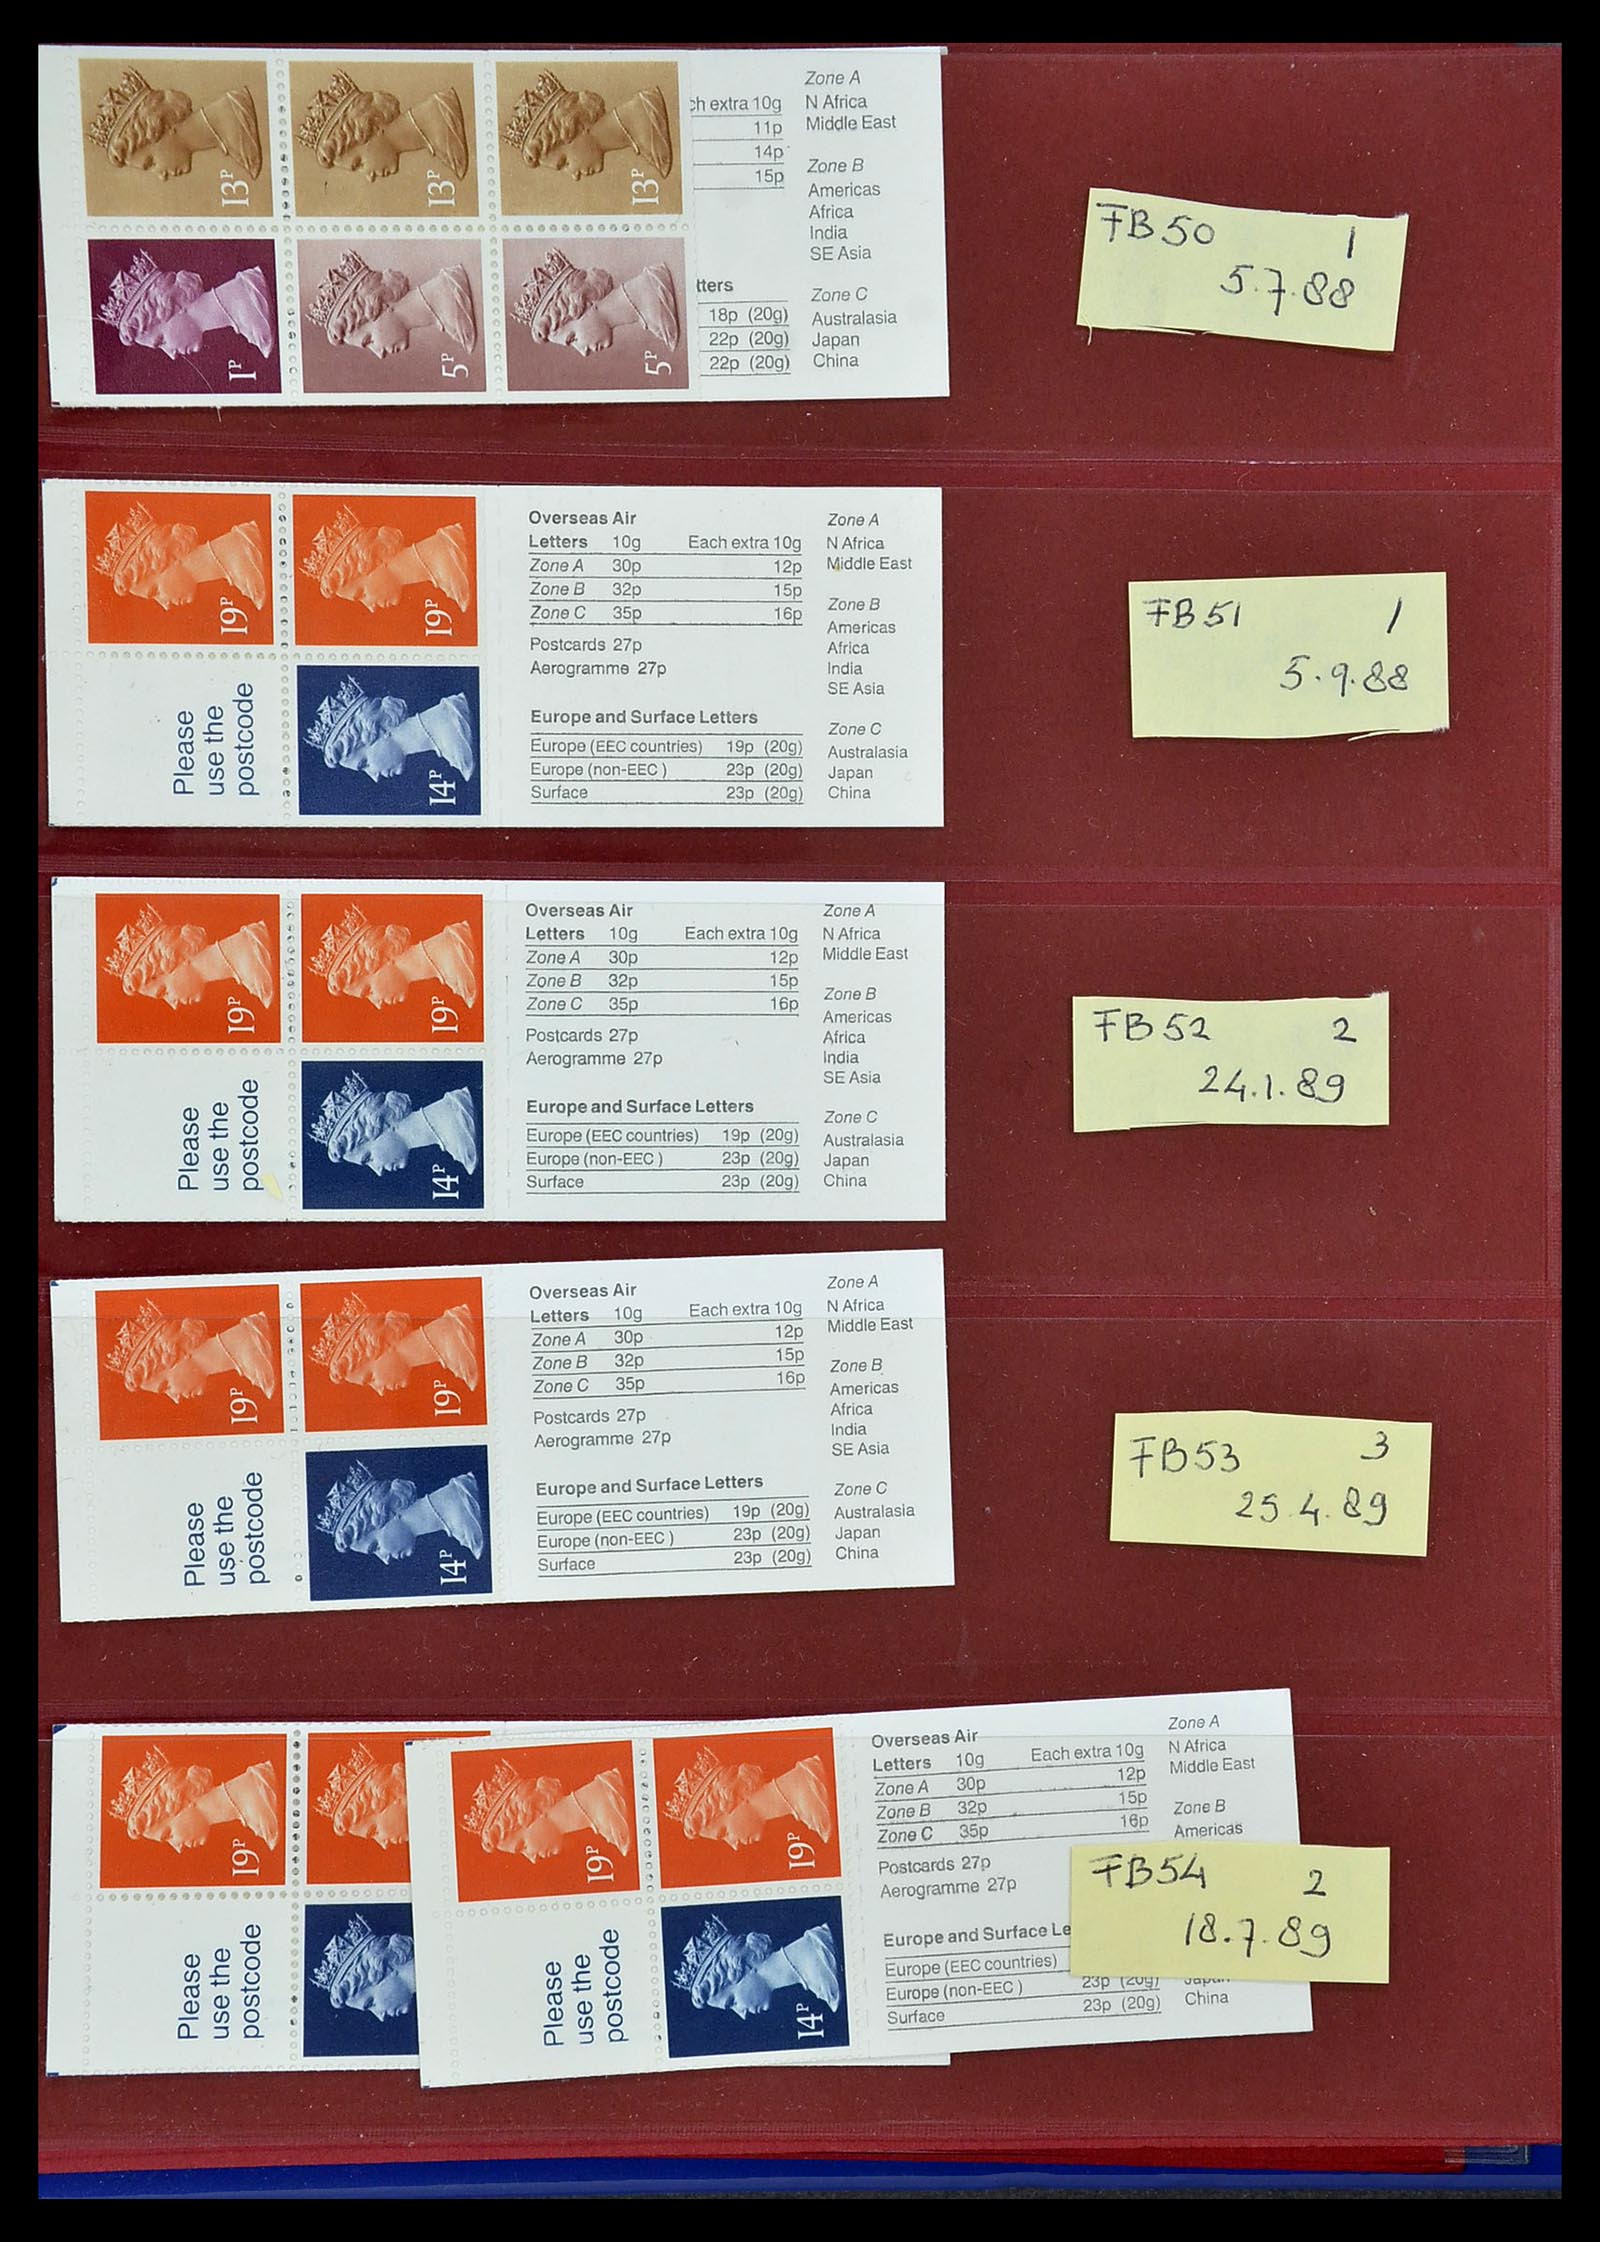 13P 13P 13P
1P 5P 5P
ch extra 10g
11p
14p
15p
tters
18p (20g)
22p (20g)
22p (20g)
Zone A
N Africa
Middle East
Zone B
Americas
Africa
India
SE Asia
Zone C
Australasia
Japan
China
FB50 1
5.7.88
19P 19P
14P
Please
use the
postcode
Overseas Air
Letters 10g Each extra 10g
Zone A 30p 12p
Zone B 32p 15p
Zone C 35p 16p
Postcards 27p
Aerogramme 27p
Europe and Surface Letters
Europe (EEC countries) 19p (20g)
Europe (non-EEC ) 23p (20g)
Surface 23p (20g)
Zone A
N Africa
Middle East
Zone B
Americas
Africa
India
SE Asia
Zone C
Australasia
Japan
China
FB51 1
5.9.88
19P 19P
14P
Please
use the
postcode
Overseas Air
Letters 10g Each extra 10g
Zone A 30p 12p
Zone B 32p 15p
Zone C 35p 16p
Postcards 27p
Aerogramme 27p
Europe and Surface Letters
Europe (EEC countries) 19p (20g)
Europe (non-EEC ) 23p (20g)
Surface 23p (20g)
Zone A
N Africa
Middle East
Zone B
Americas
Africa
India
SE Asia
Zone C
Australasia
Japan
China
FB52 2
24.1.89
19P 19P
14P
Please
use the
postcode
Overseas Air
Letters 10g Each extra 10g
Zone A 30p 12p
Zone B 32p 15p
Zone C 35p 16p
Postcards 27p
Aerogramme 27p
Europe and Surface Letters
Europe (EEC countries) 19p (20g)
Europe (non-EEC ) 23p (20g)
Surface 23p (20g)
Zone A
N Africa
Middle East
Zone B
Americas
Africa
India
SE Asia
Zone C
Australasia
Japan
China
FB53 3
25.4.89
19P
Please
use the
postcode
19P 19P
14P
Please
use the
postcode
Overseas Air
Letters 10g Each extra 10g
Zone A 30p 12p
Zone B 32p 15p
Zone C 35p 16p
Postcards 27p
Aerogramme 27p
Europe and Surface Le
Europe (EEC countries)
Europe (non-EEC ) 23p (20g)
Surface 23p (20g)
Zone A
N Africa
Middle East
Zone B
Americas
Japan
China
FB54 2
18.7.89